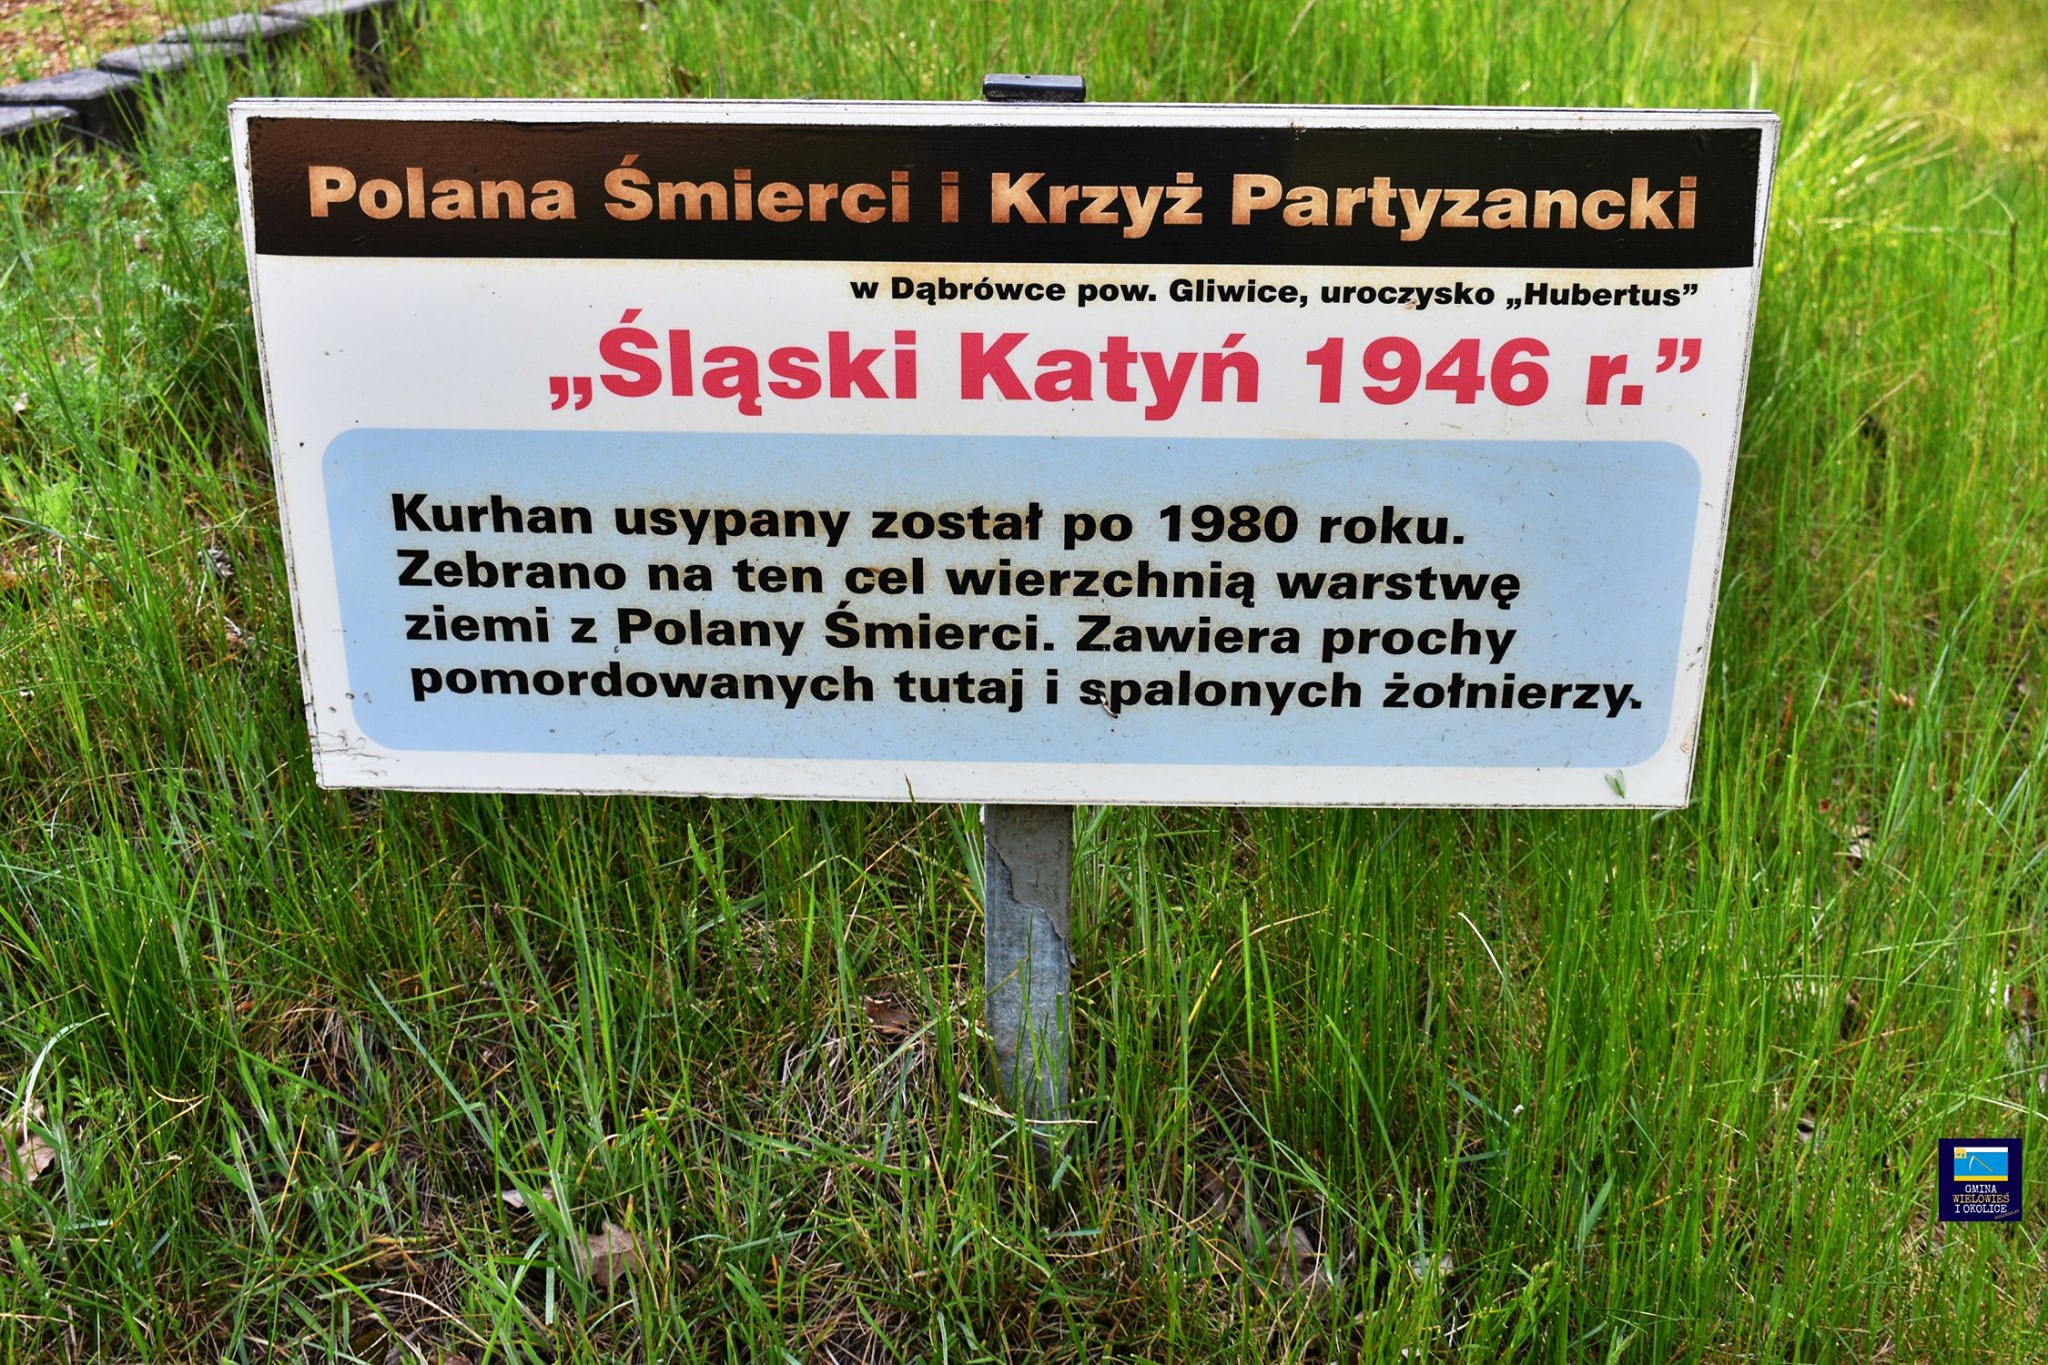 Polana Śmierci i Krzyż Partyzancki
w Dąbrówce pow. Gliwice, uroczysko „Hubertus”
„Śląski Katyń 1946 r.”
Kurhan usypany został po 1980 roku.
Zebrano na ten cel wierzchnią warstwę
ziemi z Polany Śmierci. Zawiera prochy
pomordowanych tutaj i spalonych żołnierzy.
GMINA
WIELOWIEŚ
I OKOLICE